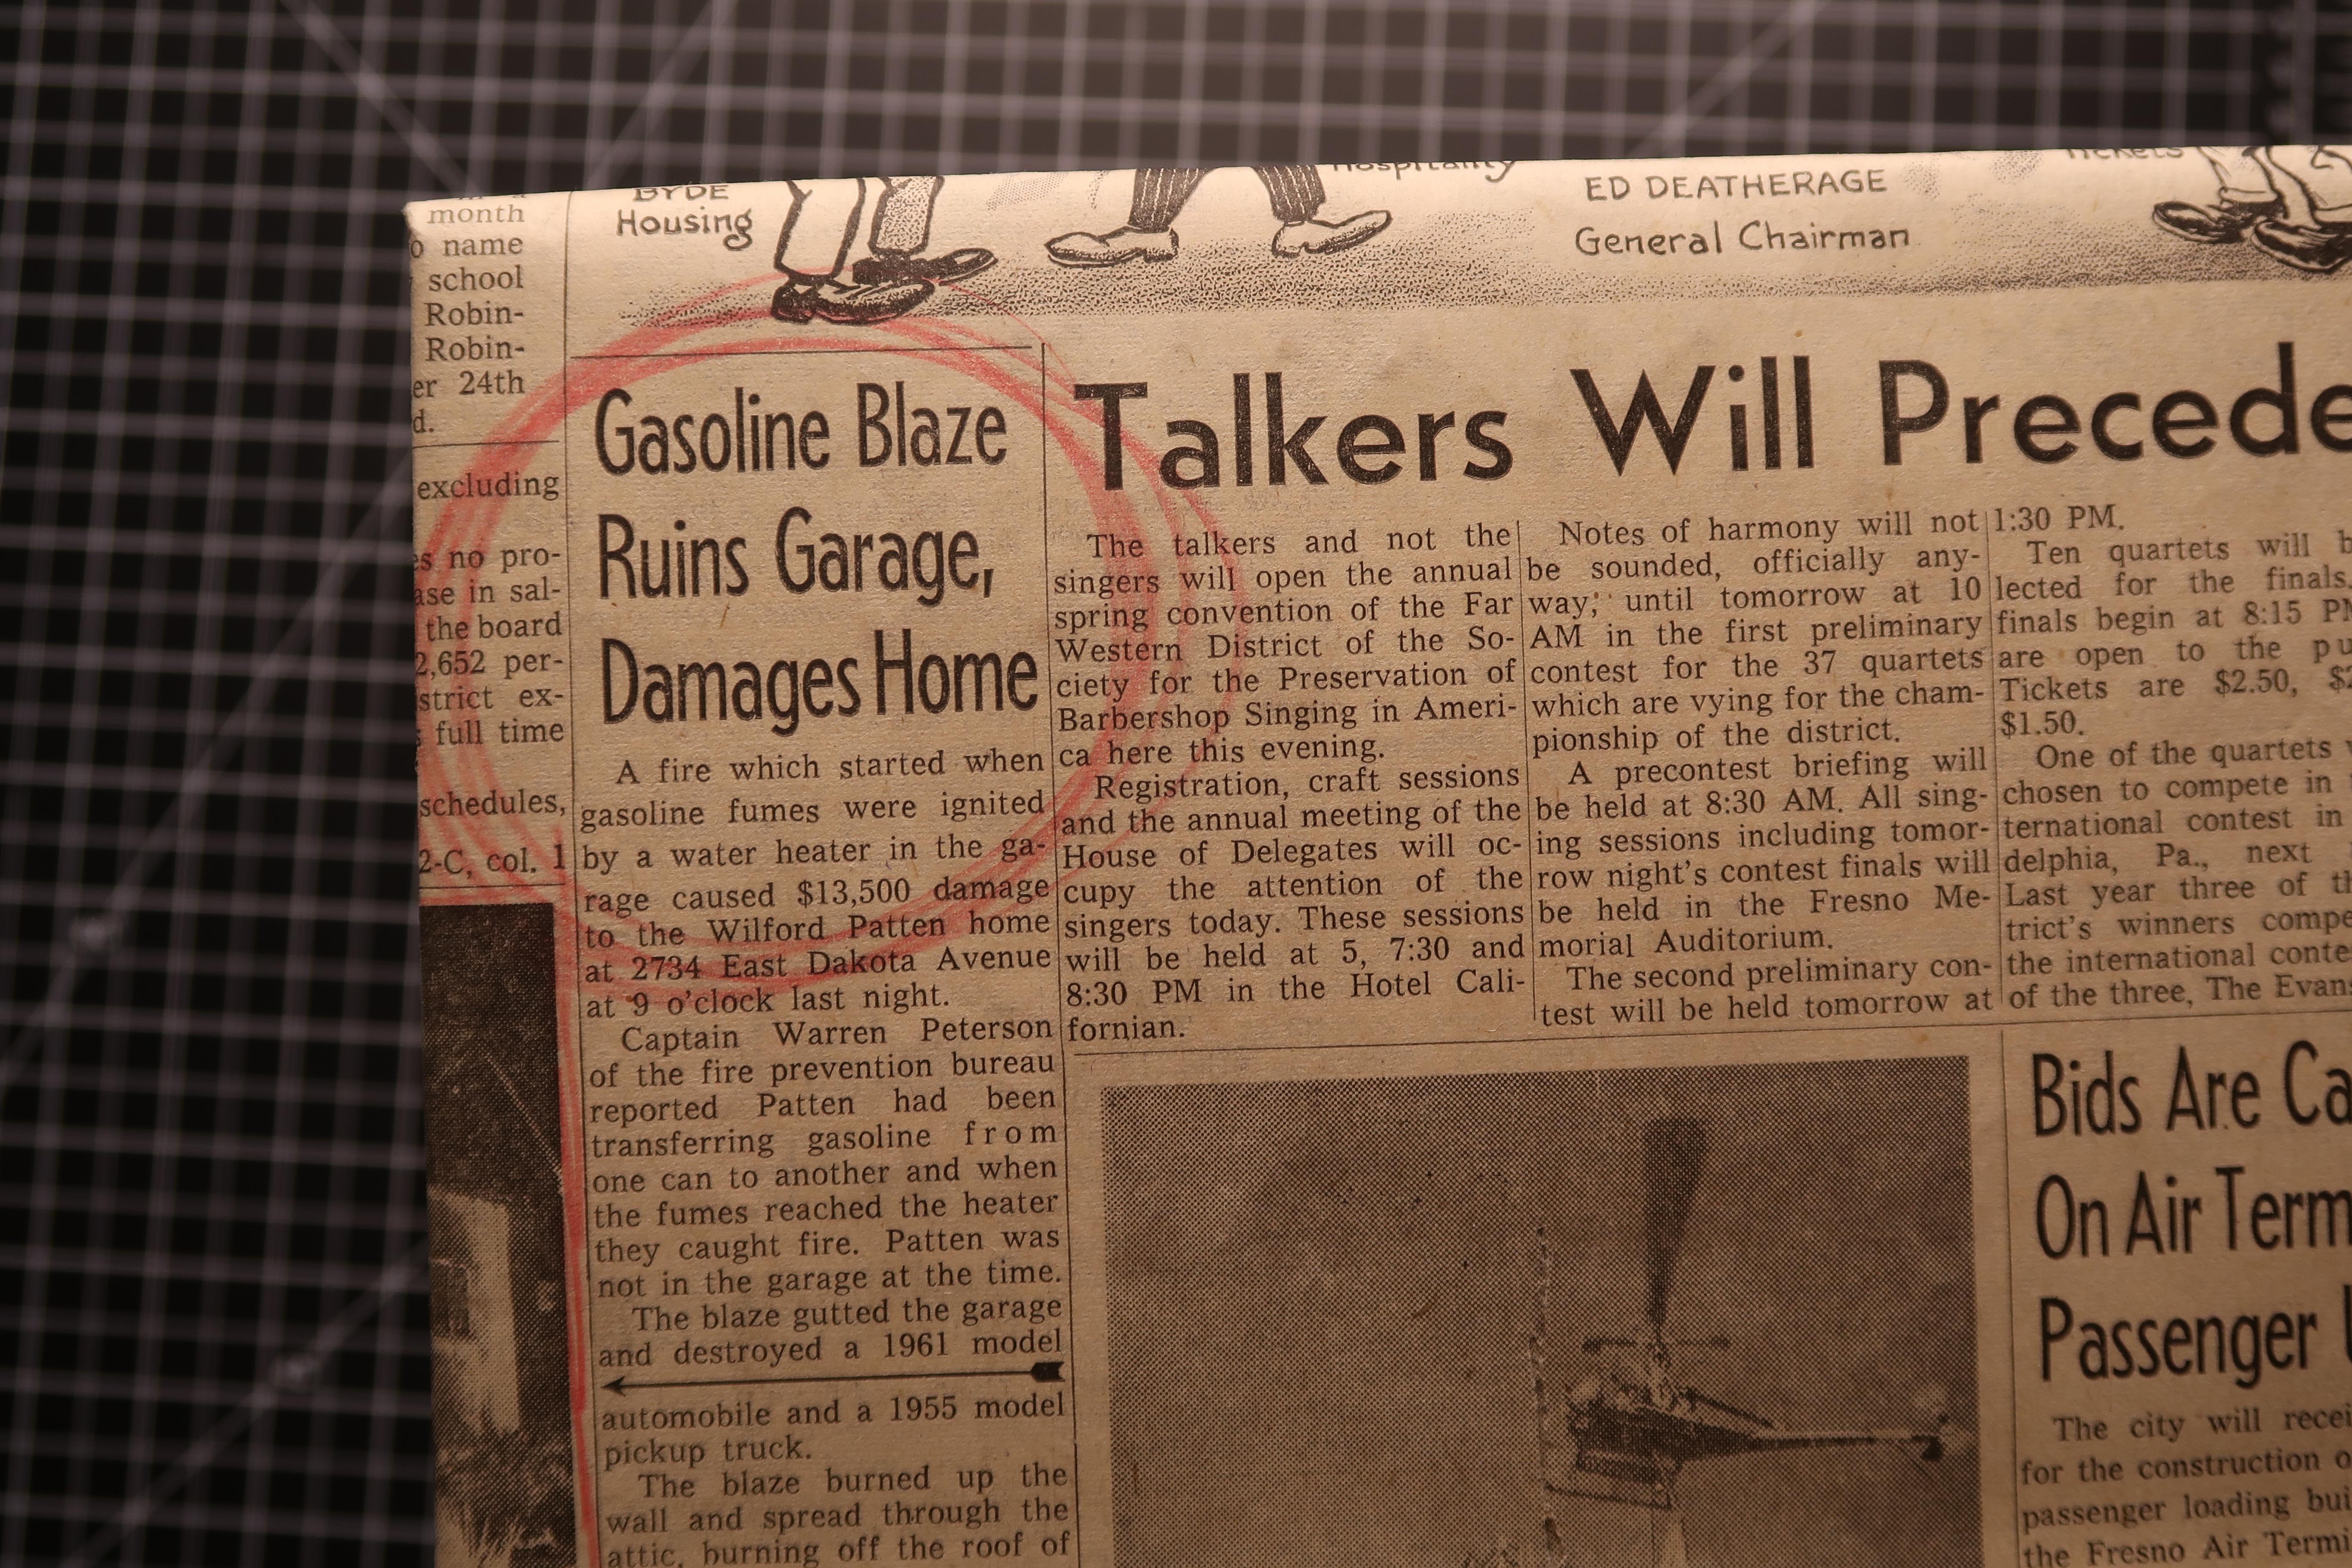 BYDE
Housing
Hospitality
ED DEATHERAGE
General Chairman
Tickets
month
name
school
Robin-
Robin-
er 24th
d.
excluding
no pro-
in sal-
the board
2,652 per-
strict ex-
full time
schedules,
2-C, col. 1
Gasoline Blaze
Ruins Garage,
Damages Home
A fire which started when
gasoline fumes were ignited
by a water heater in the ga-
rage caused $13,500 damage
to the Wilford Patten home
at 2734 East Dakota Avenue
at 9 o'clock last night.
Captain Warren Peterson
of the fire prevention bureau
reported Patten had been
transferring gasoline from
one can to another and when
the fumes reached the heater
they caught fire. Patten was
not in the garage at the time.
The blaze gutted the garage
and destroyed a 1961 model
automobile and a 1955 model
pickup truck.
The blaze burned up the
wall and spread through the
attic, burning off the roof of
Talkers Will Precede
The talkers and not the
singers will open the annual
spring convention of the Far
Western District of the So-
ciety for the Preservation of
Barbershop Singing in Ameri-
ca here this evening.
Registration, craft sessions
and the annual meeting of the
House of Delegates will oc-
cupy the attention of the
singers today. These sessions
will be held at 5, 7:30 and
8:30 PM in the Hotel Cali-
fornian.
Notes of harmony will not
be sounded, officially any-
way, until tomorrow at 10
AM in the first preliminary
contest for the 37 quartets
which are vying for the cham-
pionship of the district.
A precontest briefing will
be held at 8:30 AM. All sing-
ing sessions including tomor-
row night's contest finals will
be held in the Fresno Me-
morial Auditorium.
The second preliminary con-
test will be held tomorrow at
1:30 PM.
Ten quartets will b
lected for the finals.
finals begin at 8:15 PM
are open to the pu
Tickets are $2.50, $2
$1.50.
One of the quartets
chosen to compete in
ternational contest in
delphia, Pa., next
Last year three of th
trict's winners compe
the international conte
of the three, The Evans
Bids Are Ca
On Air Term
Passenger
The city will recei
for the construction o
passenger loading bui
the Fresno Air Termi